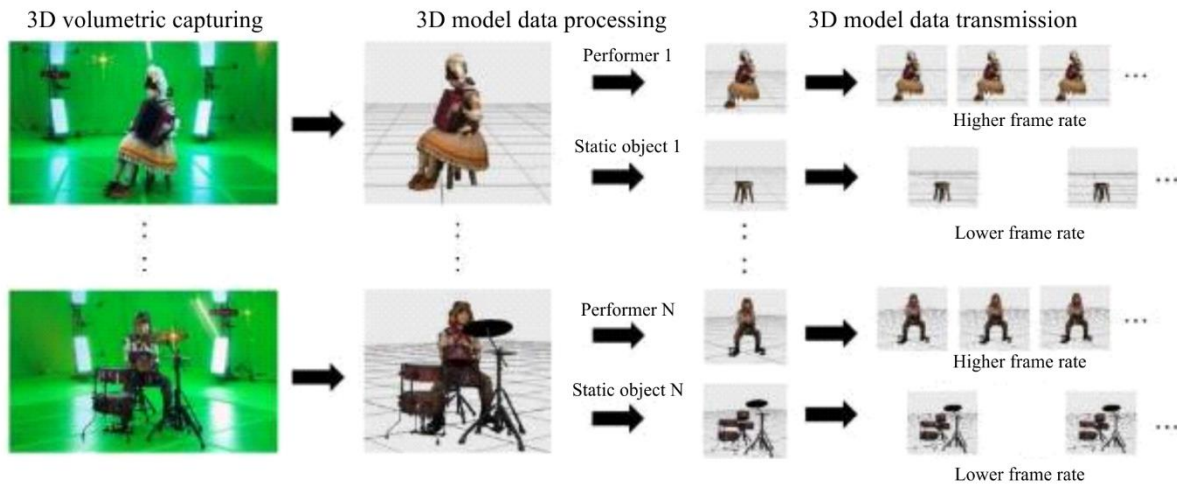 3D volumetric capturing
3D model data processing
3D model data transmission
Performer 1
Higher frame rate
Static object 1
Lower frame rate
Performer N
Higher frame rate
Static object N
Lower frame rate